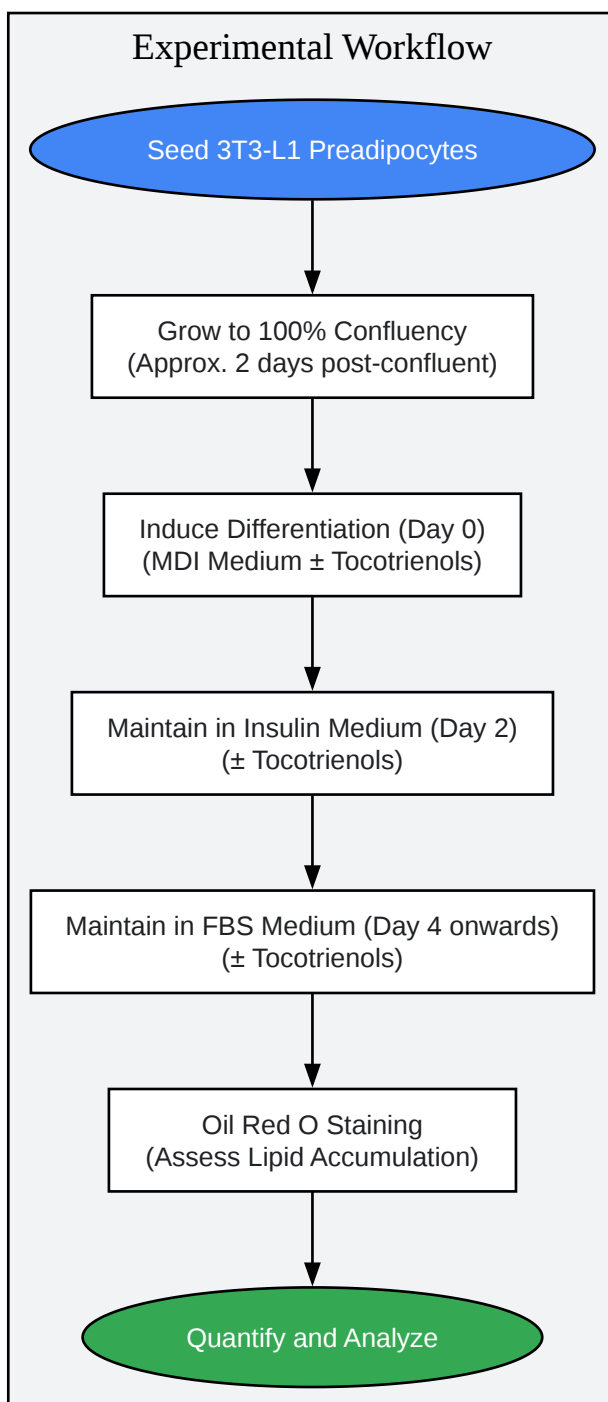 Experimental Workflow
Seed 3T3-L1 Preadipocytes
Grow to 100% Confluency
(Approx. 2 days post-confluent)
Induce Differentiation (Day 0)
(MDI Medium ± Tocotrienols)
Maintain in Insulin Medium (Day 2)
(± Tocotrienols)
Maintain in FBS Medium (Day 4 onwards)
(± Tocotrienols)
Oil Red O Staining
(Assess Lipid Accumulation)
Quantify and Analyze